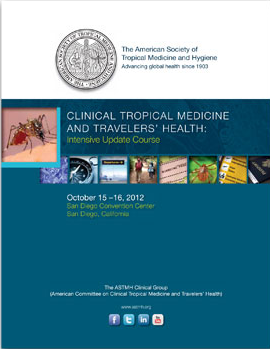 The American Society of
Tropical Medicine and Hygiene
Advancing global health since 1903
CLINICAL TROPICAL MEDICINE
AND TRAVELERS' HEALTH:
Intensive Update Course
October 15 –16, 2012
San Diego Convention Center
San Diego, California
The ASTMH Clinical Group
(American Committee on Clinical Tropical Medicine and Travelers' Health)
www.astmh.org